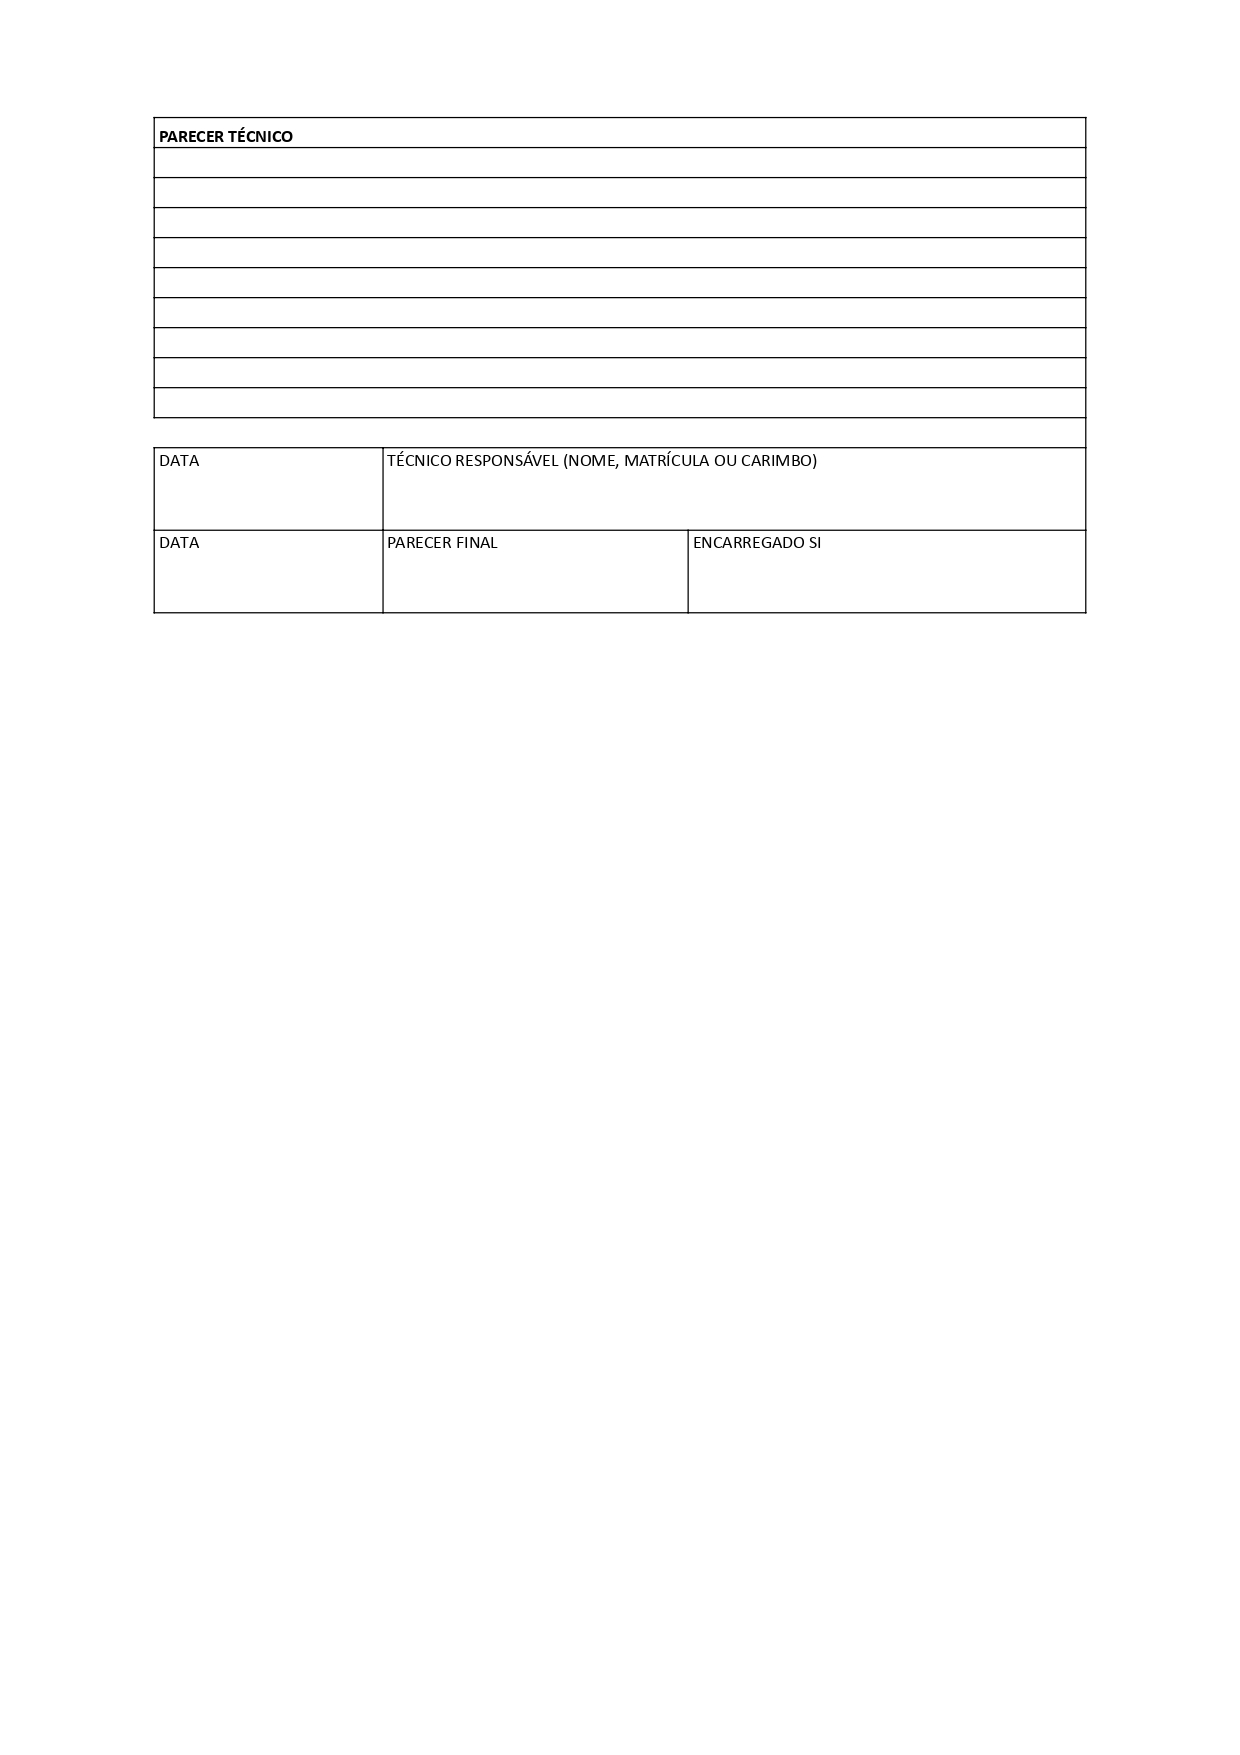 PARECER TÉCNICO
DATA TÉCNICO RESPONSÁVEL (NOME, MATRÍCULA OU CARIMBO)
DATA PARECER FINAL ENCARREGADO SI